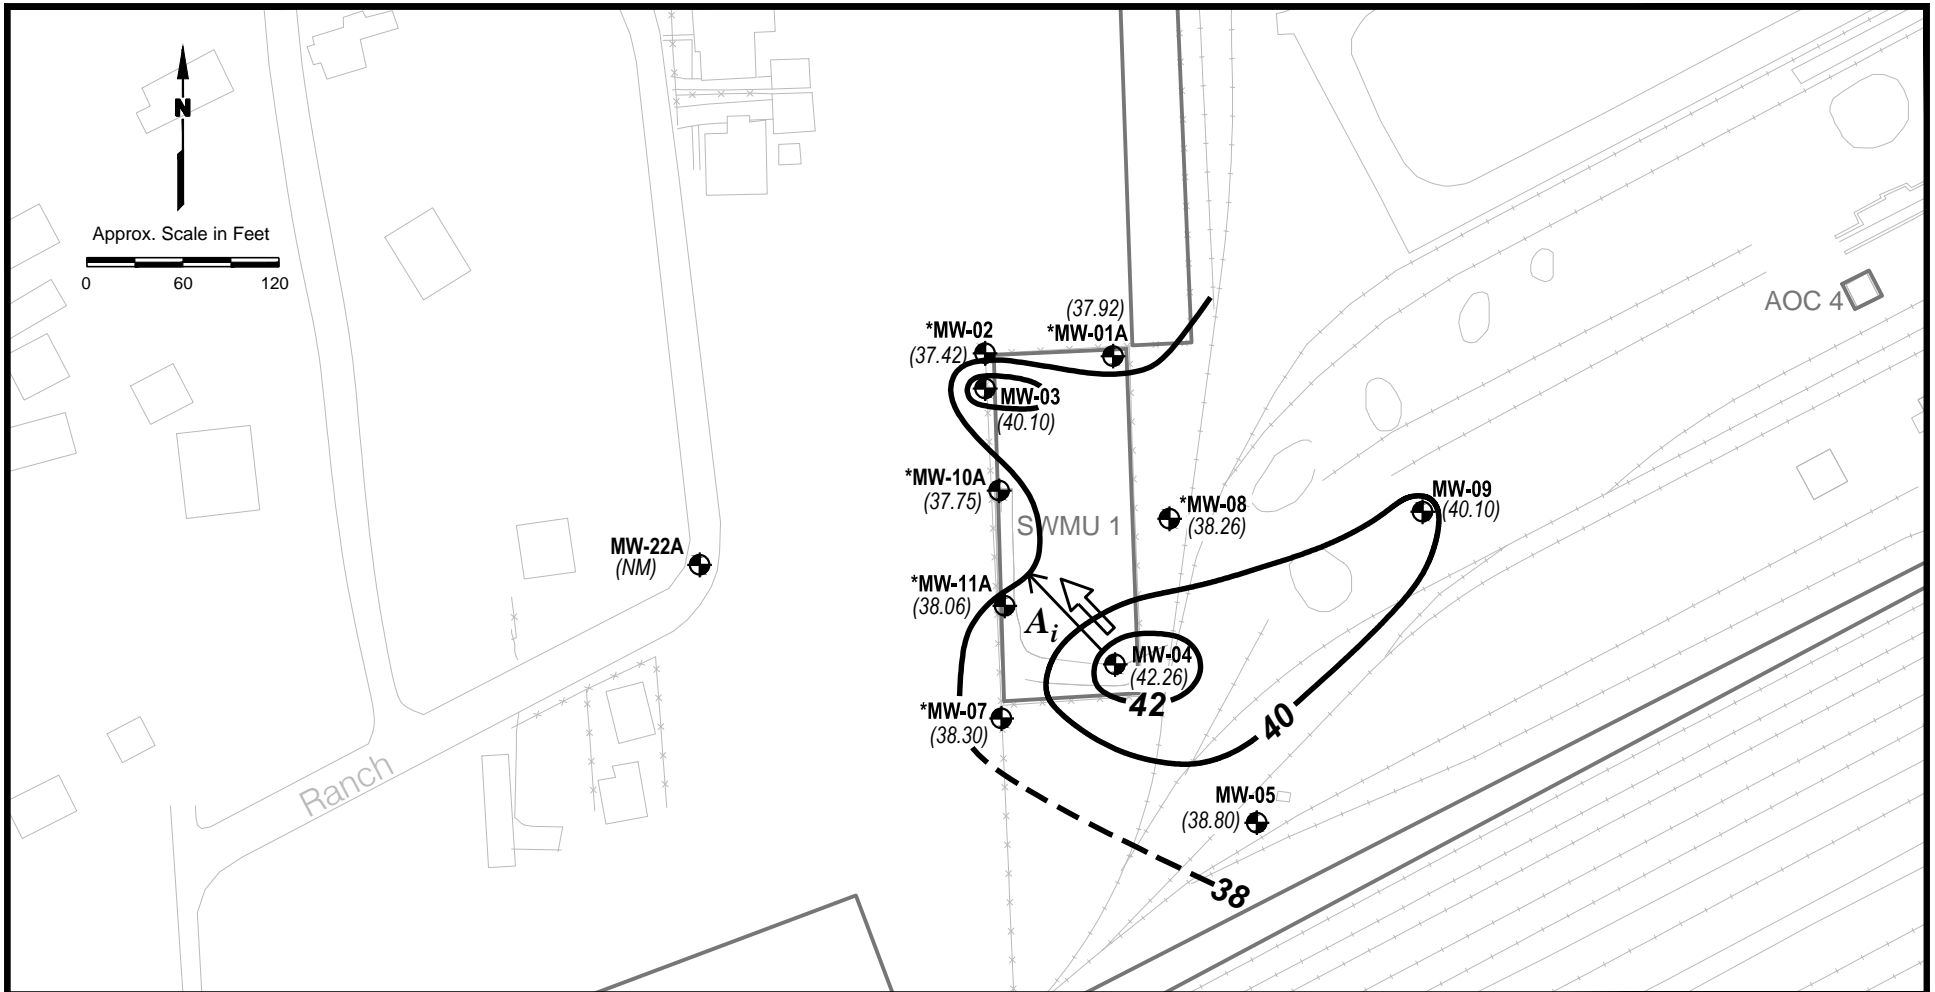 N
Approx. Scale in Feet
0 60 120
AOC 4
(37.92)
*MW-02
*MW-01A
(37.42)
MW-03
(40.10)
*MW-10A
(37.75)
SWMU 1
*MW-08
(38.26)
MW-09
(40.10)
MW-22A
(NM)
*MW-11A
(38.06)
Ai
MW-04
(42.26)
42
*MW-07
(38.30)
40
Ranch
MW-05
(38.80)
38